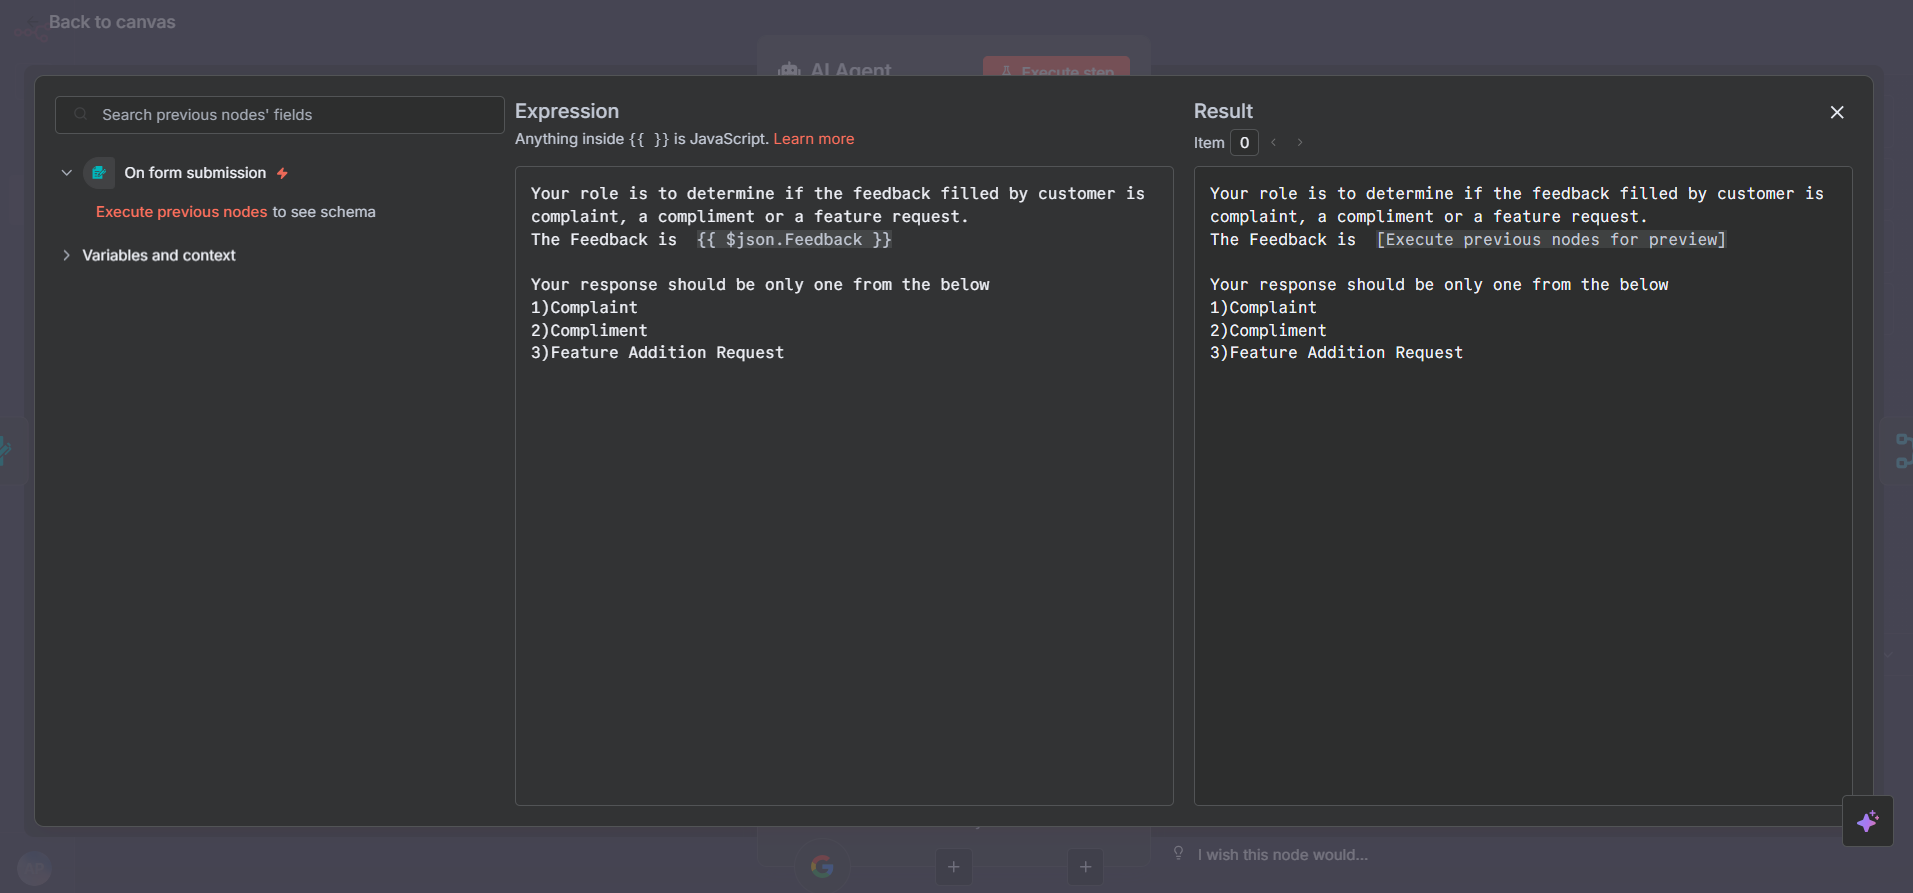 Back to canvas
AI Agent
Execute step
Search previous nodes' fields
On form submission
Execute previous nodes to see schema
Variables and context
Expression
Anything inside {{ }} is JavaScript. Learn more
Your role is to determine if the feedback filled by customer is
complaint, a compliment or a feature request.
The Feedback is {{ $json.Feedback }}
Your response should be only one from the below
1)Complaint
2)Compliment
3)Feature Addition Request
Result
Item 0
Your role is to determine if the feedback filled by customer is
complaint, a compliment or a feature request.
The Feedback is [Execute previous nodes for preview]
Your response should be only one from the below
1)Complaint
2)Compliment
3)Feature Addition Request
I wish this node would...